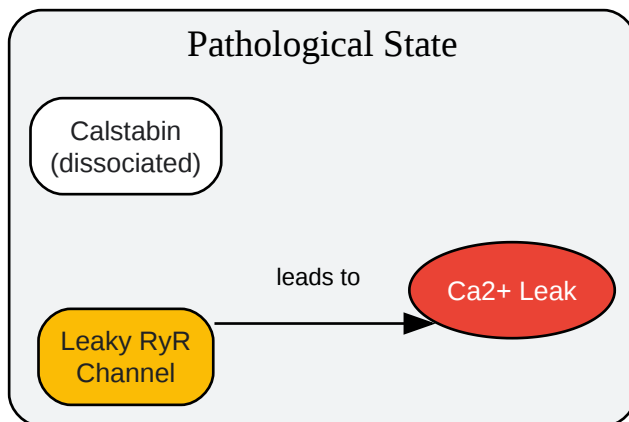 Pathological State
Calstabin
(dissociated)
leads to
Ca2+ Leak
Leaky RyR
Channel